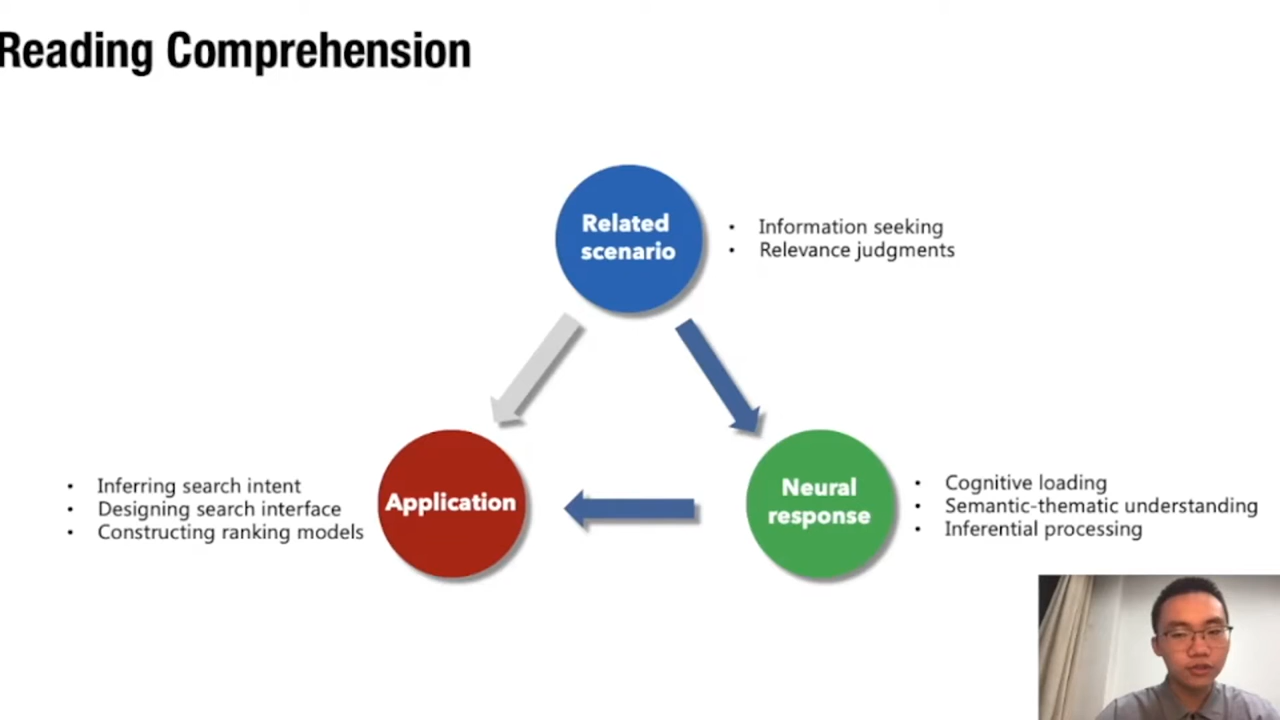 Reading Comprehension
Related
scenario
• Information seeking
• Relevance judgments
• Inferring search intent
• Designing search interface
• Constructing ranking models
Application
Neural
response
• Cognitive loading
• Semantic-thematic understanding
• Inferential processing